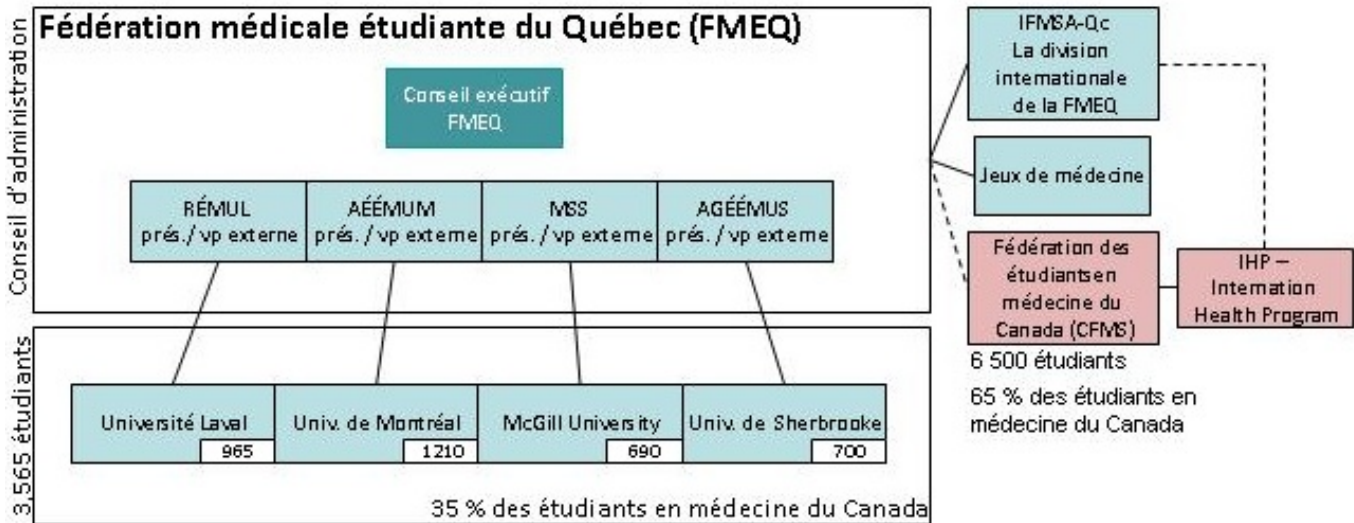 Fédération médicale étudiante du Québec (FMEQ)
Conseil d'administration
Conseil exécutif
FMEQ
RÉMUL
prés./ vp externe
AÉÉMUM
prés./ vp externe
MSS
prés./ vp externe
AGÉÉMUS
prés./ vp externe
3,565 étudiants
Université Laval
965
Univ. de Montréal
1210
McGill University
690
Univ. de Sherbrooke
700
35 % des étudiants en médecine du Canada
IFMSA-Qc
La division
internationale
de la FMEQ
Jeux de médecine
Fédération des
étudiants en
médecine du
Canada (CFMS)
IHP –
Internation
Health Program
6 500 étudiants
65 % des étudiants en
médecine du Canada